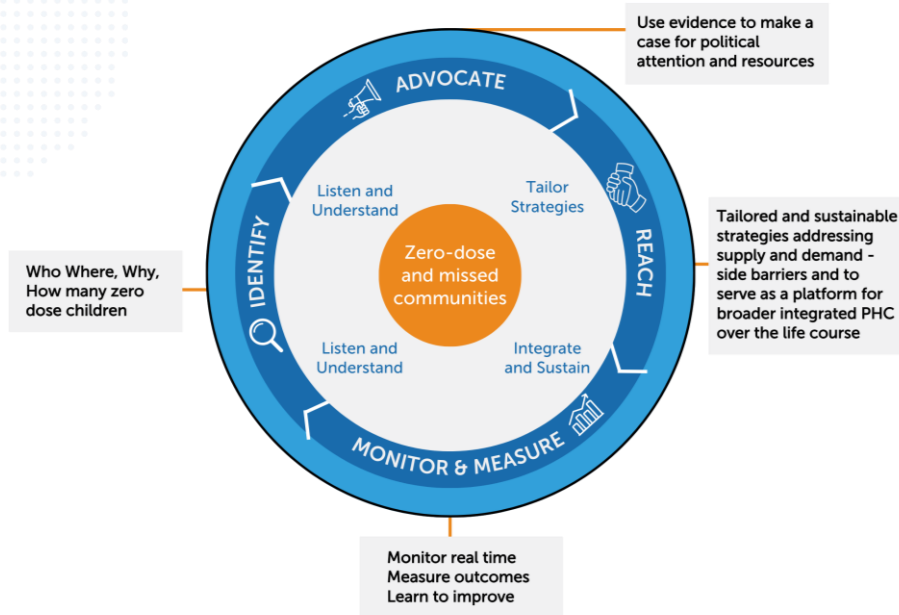 Use evidence to make a
case for political
attention and resources
ADVOCATE
Listen and
Understand
Tailor
Strategies
REACH
Tailored and sustainable
strategies addressing
supply and demand -
side barriers and to
serve as a platform for
broader integrated PHC
over the life course
Zero-dose
and missed
communities
IDENTIFY
Who Where, Why,
How many zero
dose children
Listen and
Understand
Integrate
and Sustain
MONITOR & MEASURE
Monitor real time
Measure outcomes
Learn to improve